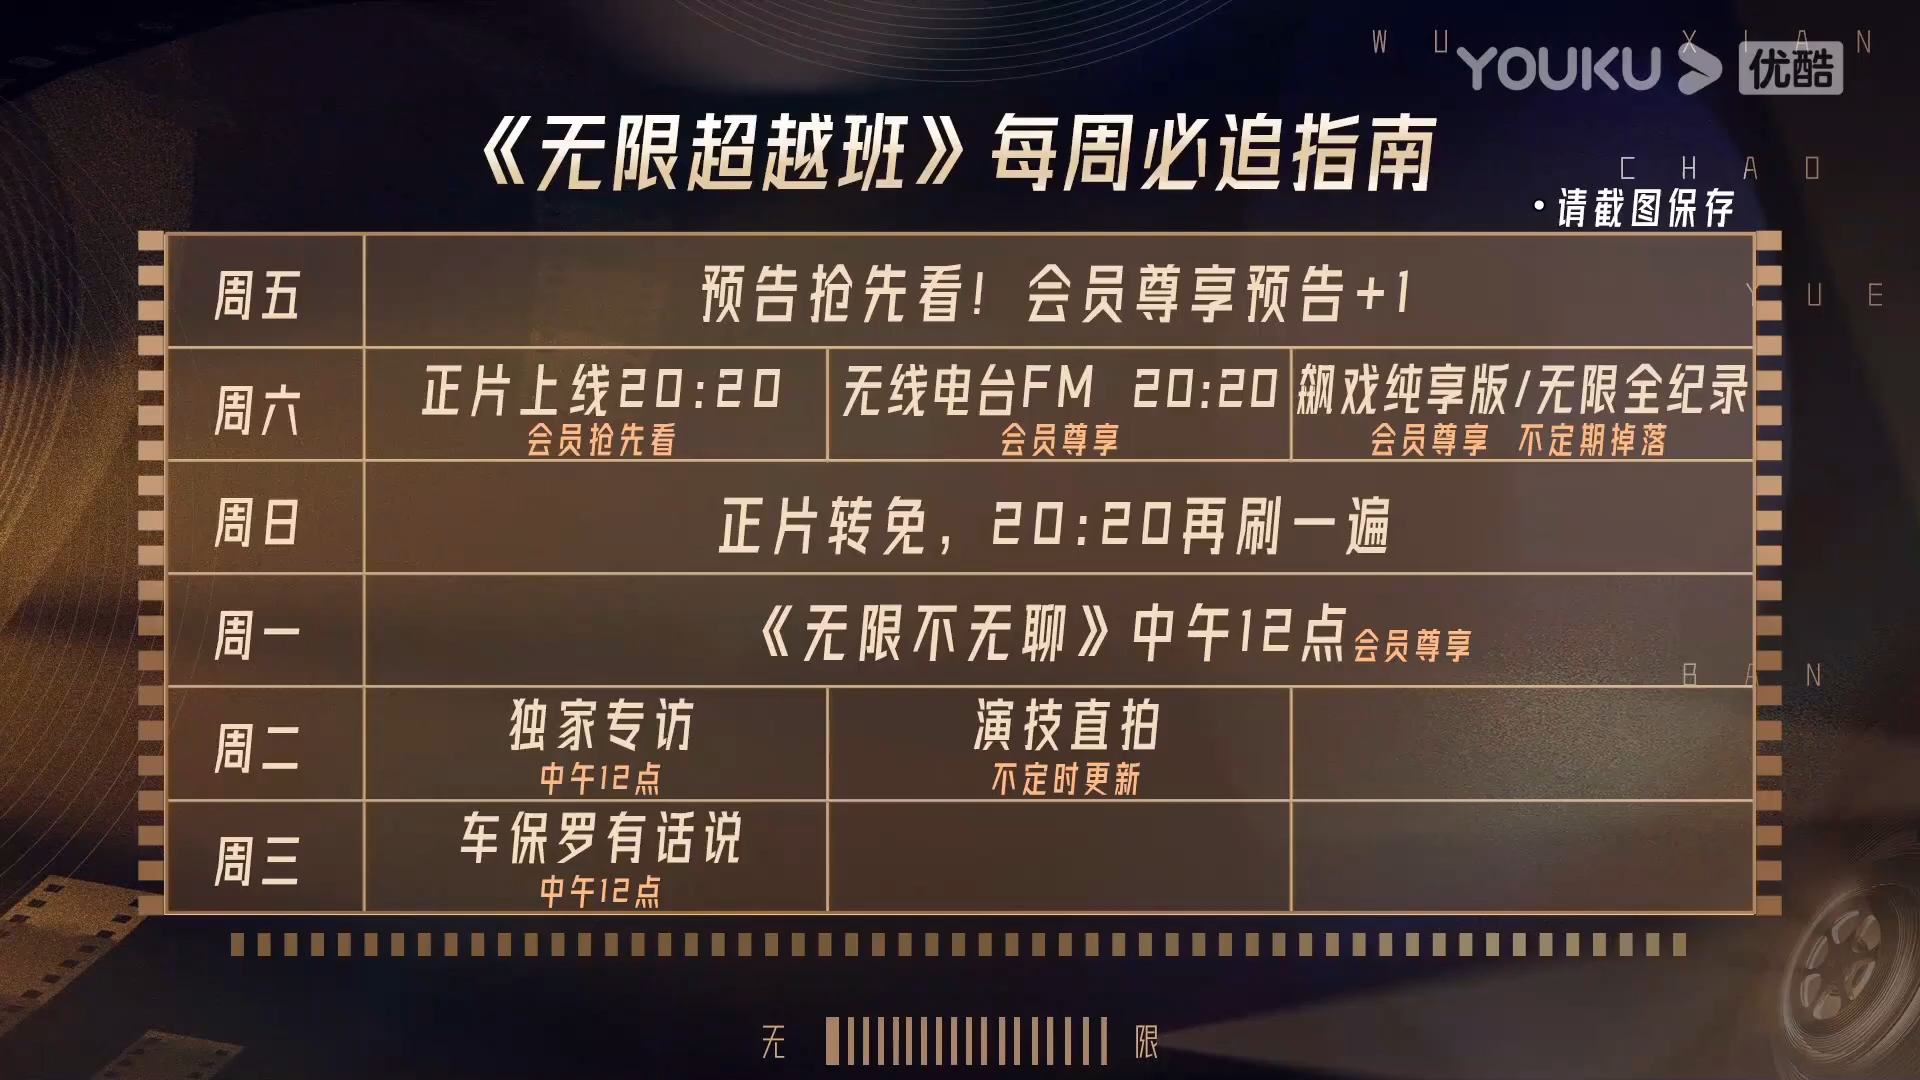 WU XIAN
YOUKU 优酷
《无限超越班》每周必追指南
CHAO
•请截图保存
周五 预告抢先看！会员尊享预告+1
YUE
周六 正片上线20:20 无线电台FM 20:20 飙戏纯享版/无限全纪录
会员抢先看 会员尊享 会员尊享 不定期掉落
周日 正片转免，20:20再刷一遍
周一 《无限不无聊》中午12点会员尊享
BAN
周二 独家专访 演技直拍
中午12点 不定时更新
周三 车保罗有话说
中午12点
无 限